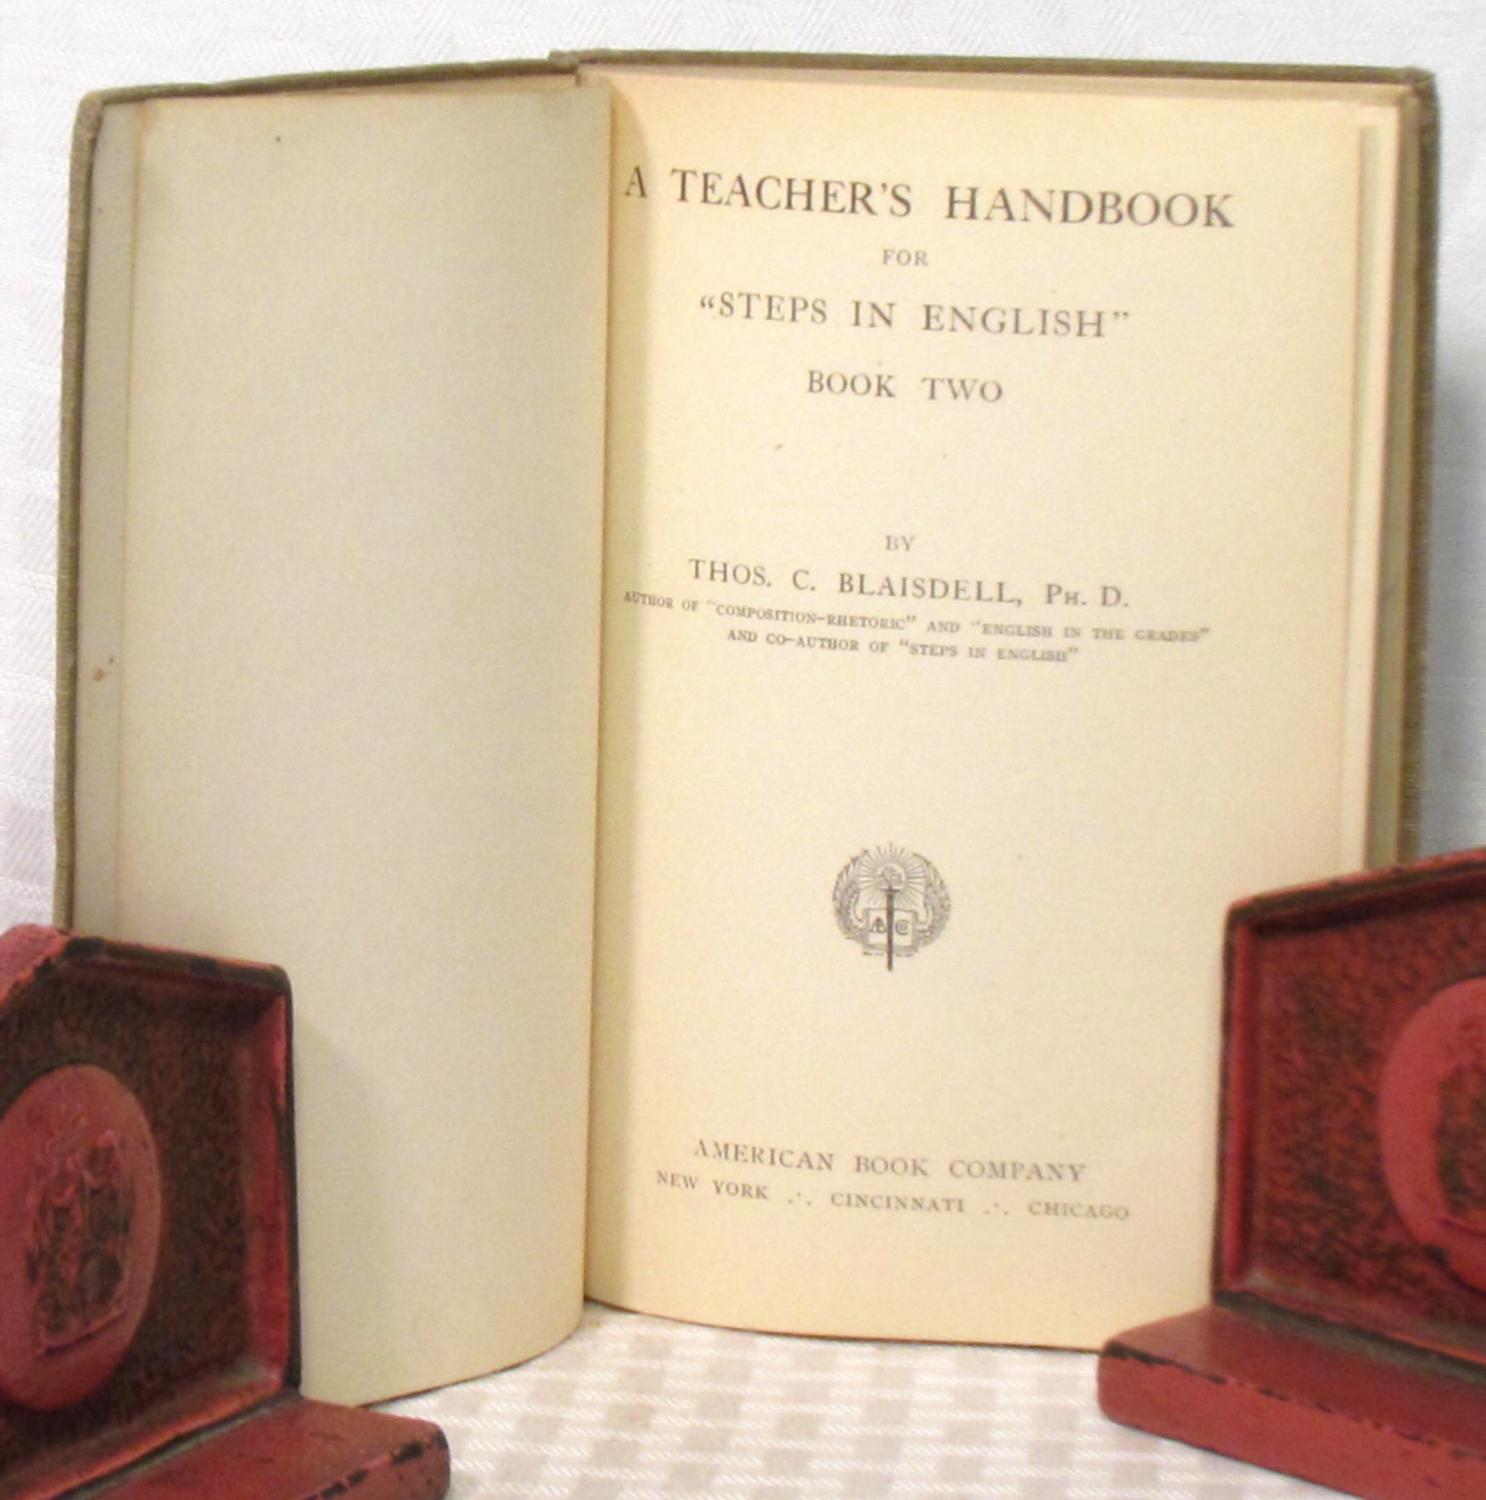 A TEACHER'S HANDBOOK
FOR
“STEPS IN ENGLISH”
BOOK TWO
BY
THOS. C. BLAISDELL, PH. D.
AUTHOR OF “COMPOSITION-RHETORIC” AND “ENGLISH IN THE GRADES”
AND CO-AUTHOR OF “STEPS IN ENGLISH”
A B C
AMERICAN BOOK COMPANY
NEW YORK ∴ CINCINNATI ∴ CHICAGO